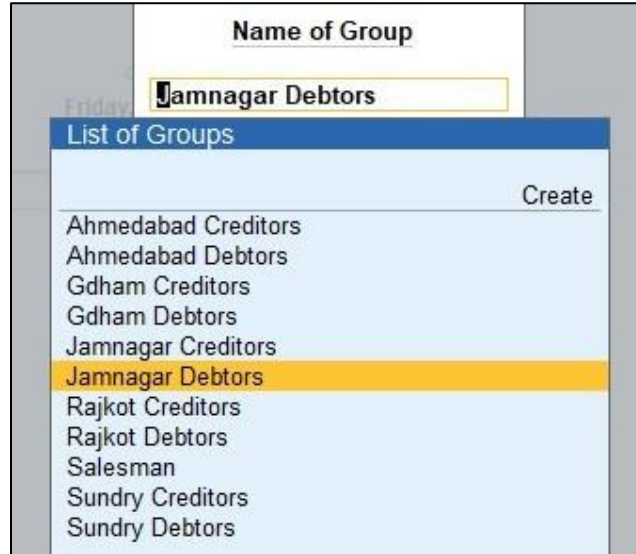 Name of Group
Jamnagar Debtors
Friday,
List of Groups
Create
Ahmedabad Creditors
Ahmedabad Debtors
Gdham Creditors
Gdham Debtors
Jamnagar Creditors
Jamnagar Debtors
Rajkot Creditors
Rajkot Debtors
Salesman
Sundry Creditors
Sundry Debtors